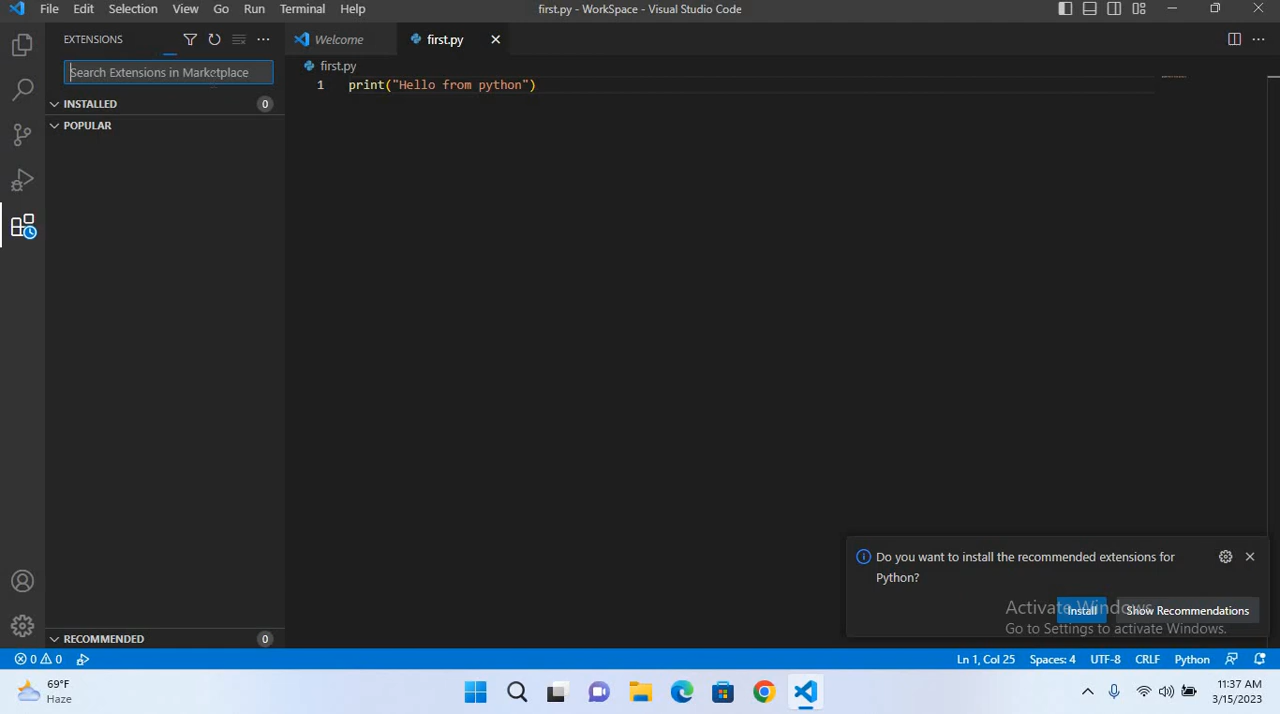 File Edit Selection View Go Run Terminal Help
first.py - WorkSpace - Visual Studio Code
EXTENSIONS
Welcome
first.py
Search Extensions in Marketplace
first.py
1 print("Hello from python")
INSTALLED 0
POPULAR
Do you want to install the recommended extensions for
Python?
Install
Show Recommendations
Activate Windows
Go to Settings to activate Windows.
RECOMMENDED 0
0 0
Ln 1, Col 25 Spaces: 4 UTF-8 CRLF Python
69°F
Haze
11:37 AM
3/15/2023